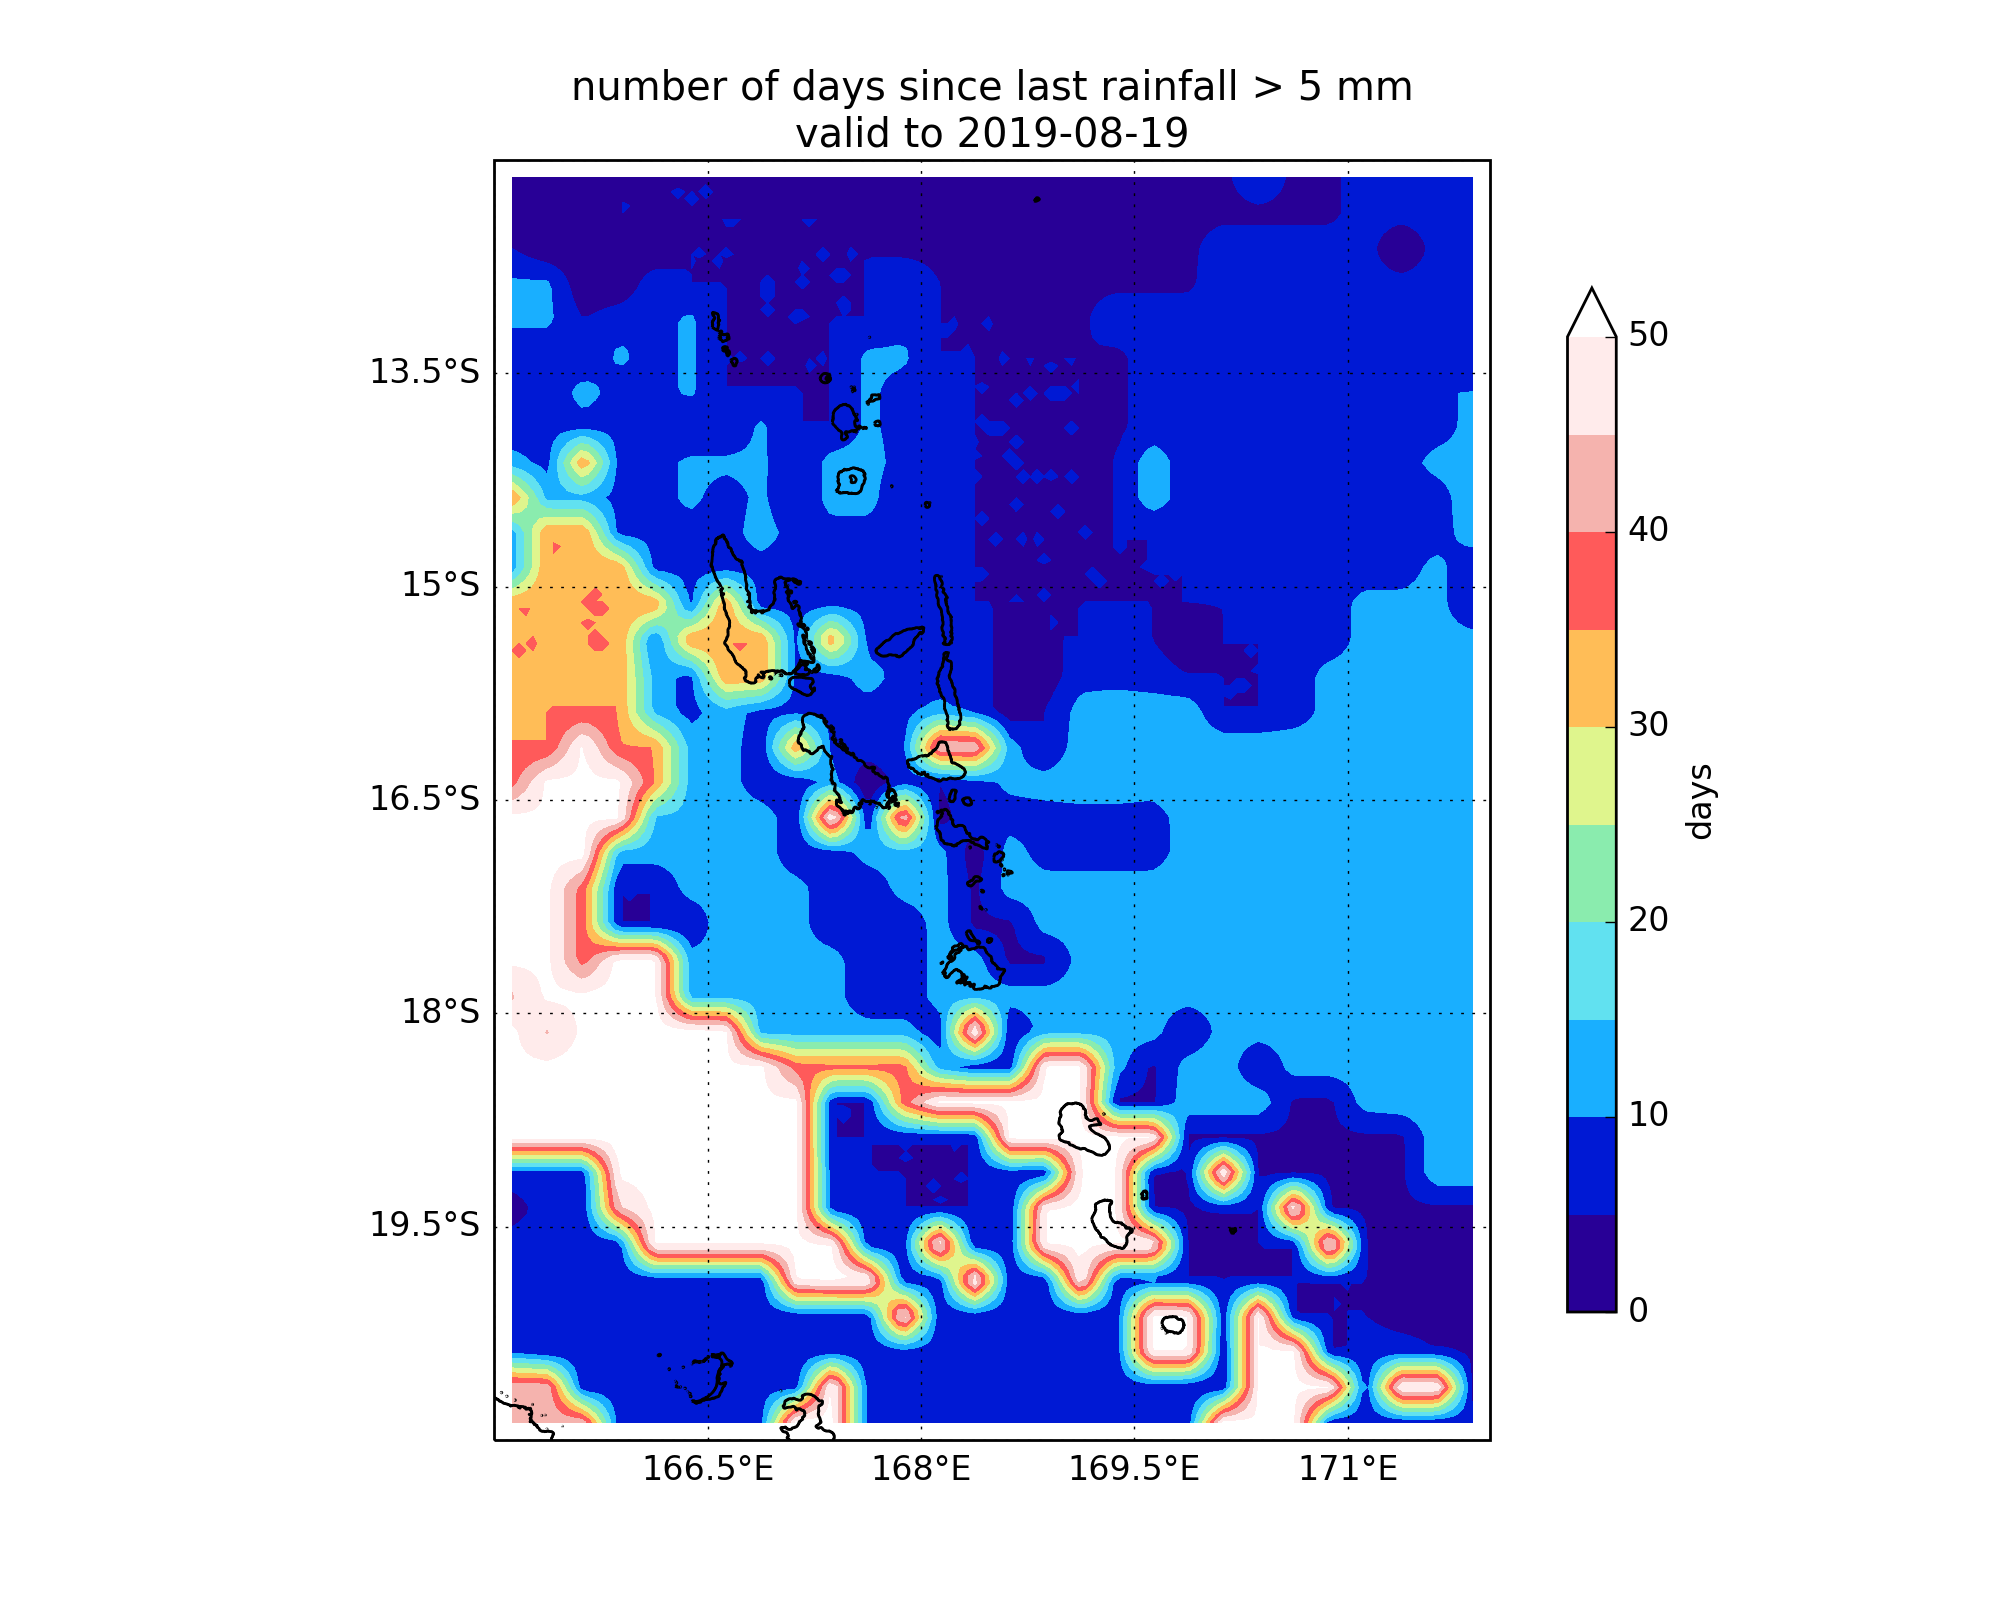 number of days since last rainfall > 5 mm
valid to 2019-08-19
13.5°S
15°S
16.5°S
18°S
19.5°S
166.5°E
168°E
169.5°E
171°E
50
40
30
20
10
0
days